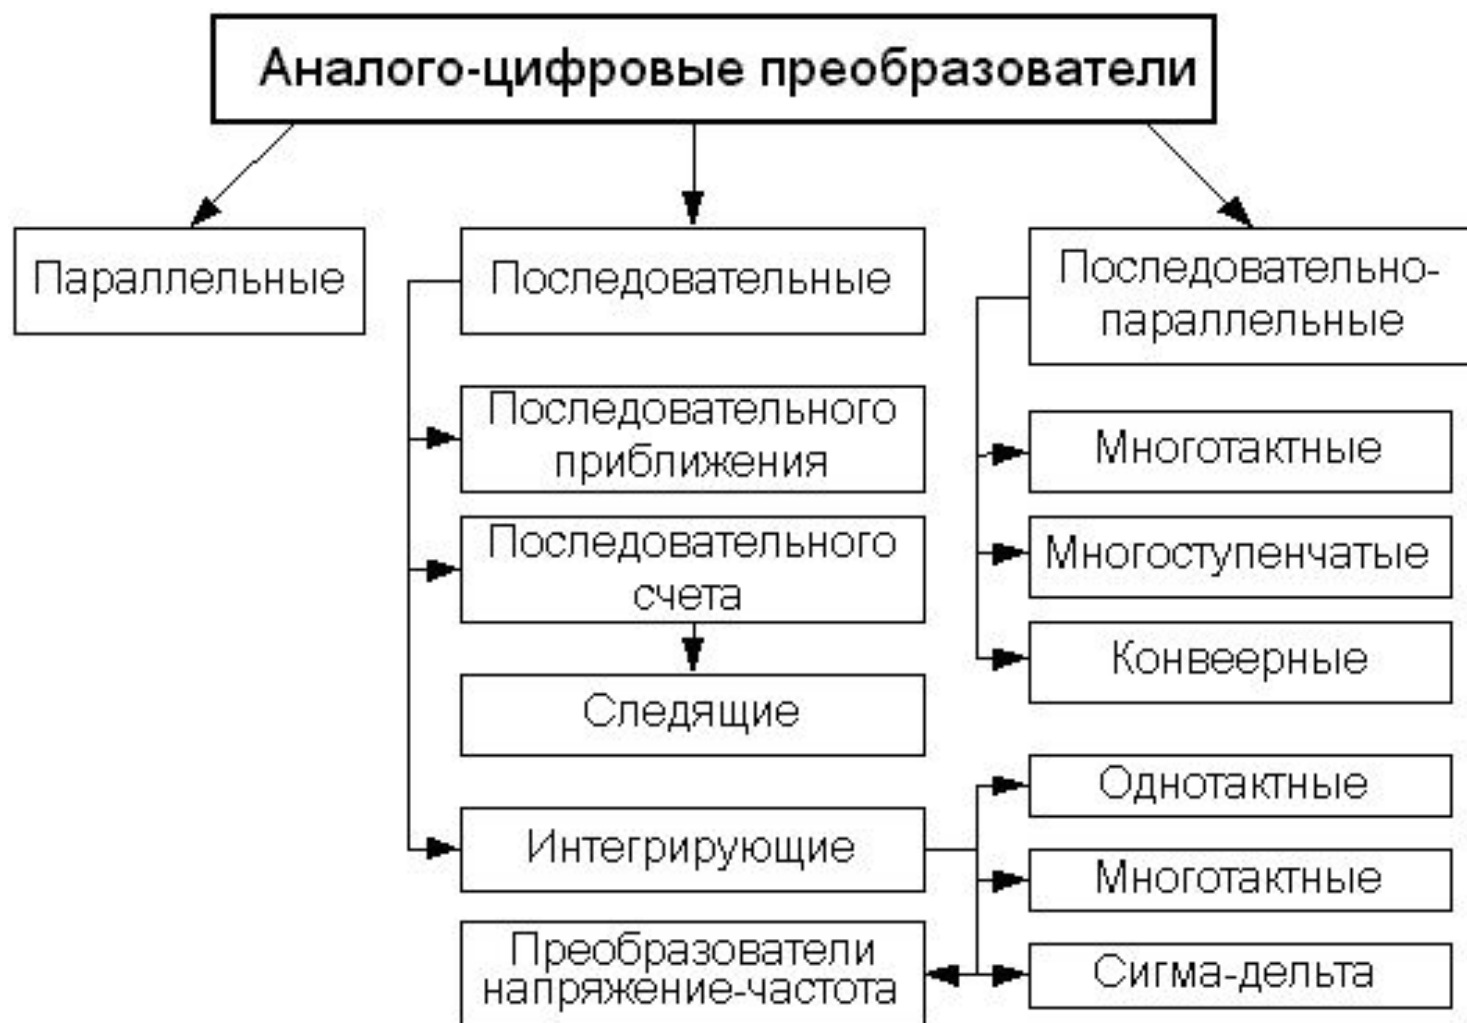 Аналого-цифровые преобразователи
Параллельные
Последовательные
Последовательно-
параллельные
Последовательного
приближения
Многотактные
Последовательного
счета
Многоступенчатые
Следящие
Конвеерные
Интегрирующие
Однотактные
Многотактные
Преобразователи
напряжение-частота
Сигма-дельта